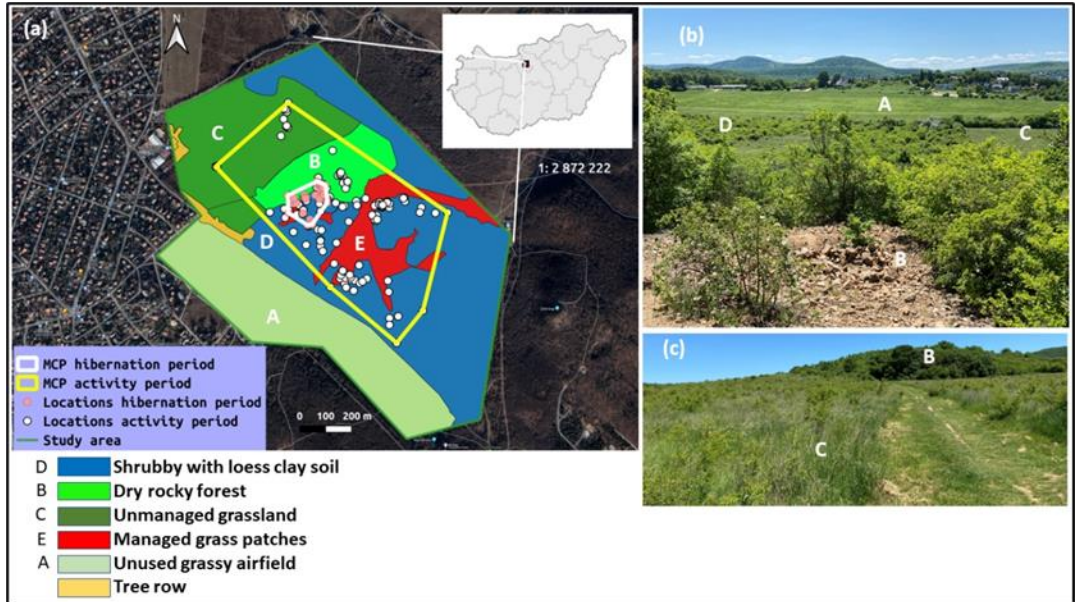 (a)
N
C
B
D
E
A
1: 2 872 222
MCP hibernation period
MCP activity period
Locations hibernation period
Locations activity period
Study area
0 100 200 m
D Shrubby with loess clay soil
B Dry rocky forest
C Unmanaged grassland
E Managed grass patches
A Unused grassy airfield
Tree row
(b)
A
D
C
B
(c)
B
C